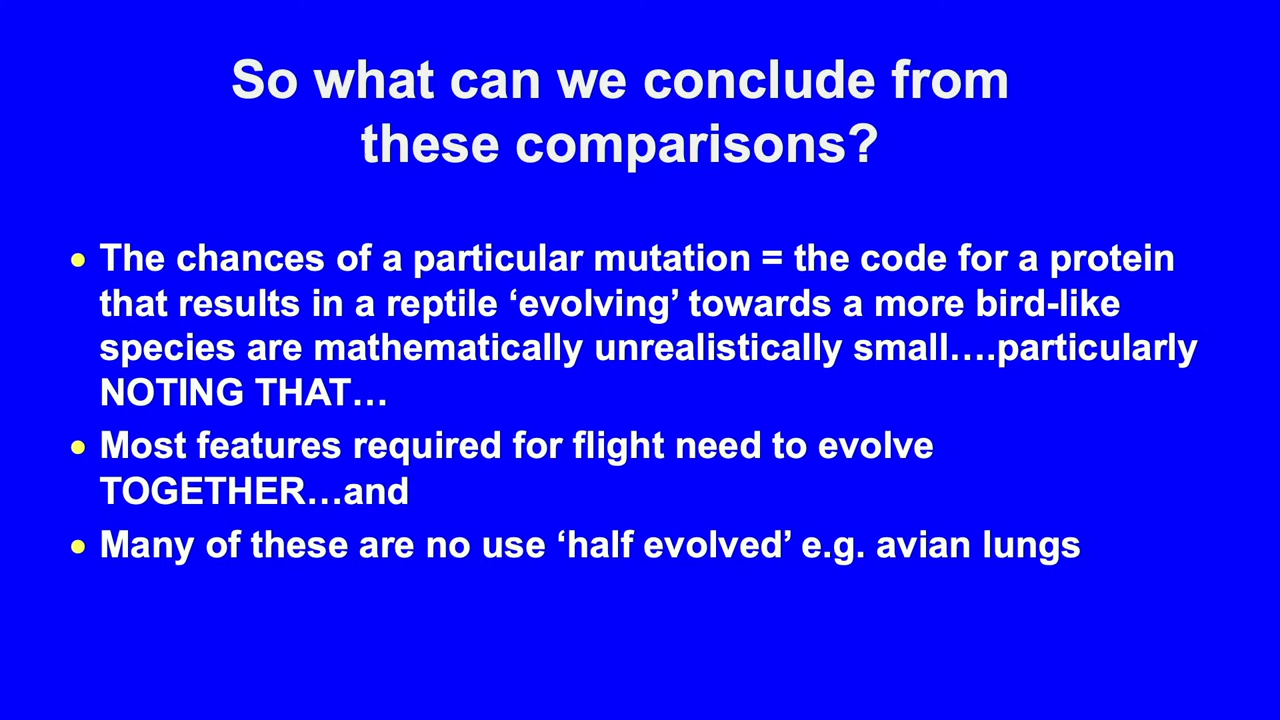 So what can we conclude from
these comparisons?
• The chances of a particular mutation = the code for a protein
that results in a reptile ‘evolving’ towards a more bird-like
species are mathematically unrealistically small….particularly
NOTING THAT…
• Most features required for flight need to evolve
TOGETHER…and
• Many of these are no use ‘half evolved’ e.g. avian lungs